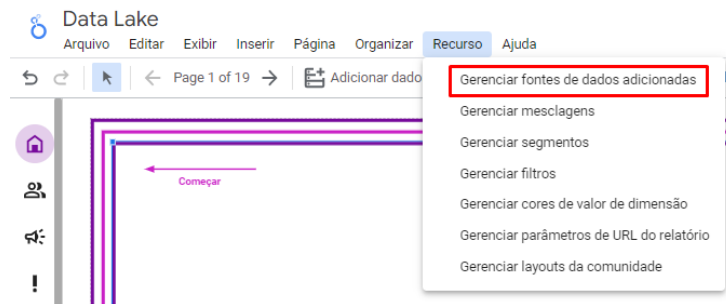 Data Lake
Arquivo Editar Exibir Inserir Página Organizar Recurso Ajuda
Page 1 of 19 Adicionar dado
Gerenciar fontes de dados adicionadas
Gerenciar mesclagens
Gerenciar segmentos
Gerenciar filtros
Gerenciar cores de valor de dimensão
Gerenciar parâmetros de URL do relatório
Gerenciar layouts da comunidade
Começar